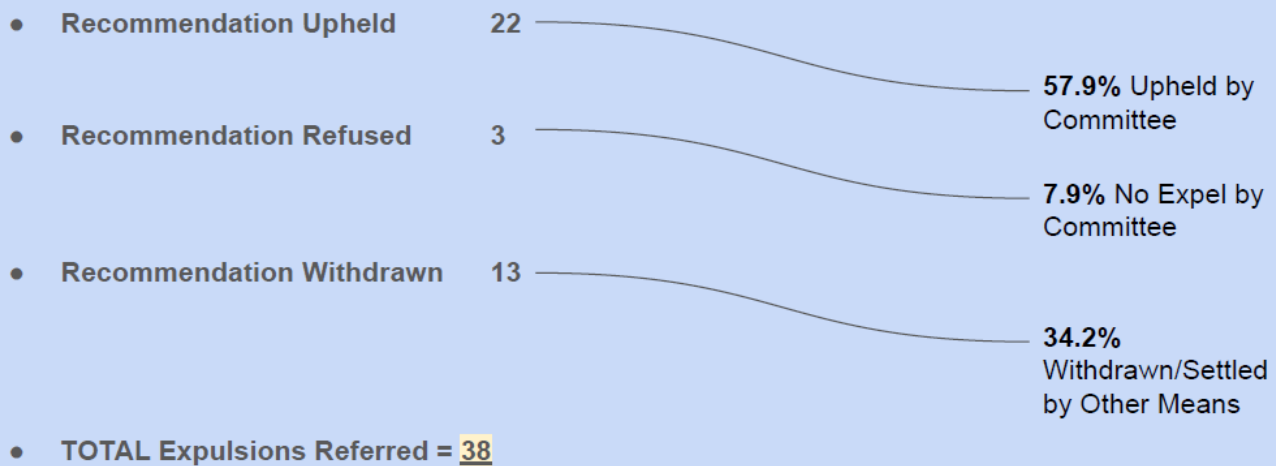 ● Recommendation Upheld 22
57.9% Upheld by
Committee
● Recommendation Refused 3
7.9% No Expel by
Committee
● Recommendation Withdrawn 13
34.2%
Withdrawn/Settled
by Other Means
● TOTAL Expulsions Referred = 38